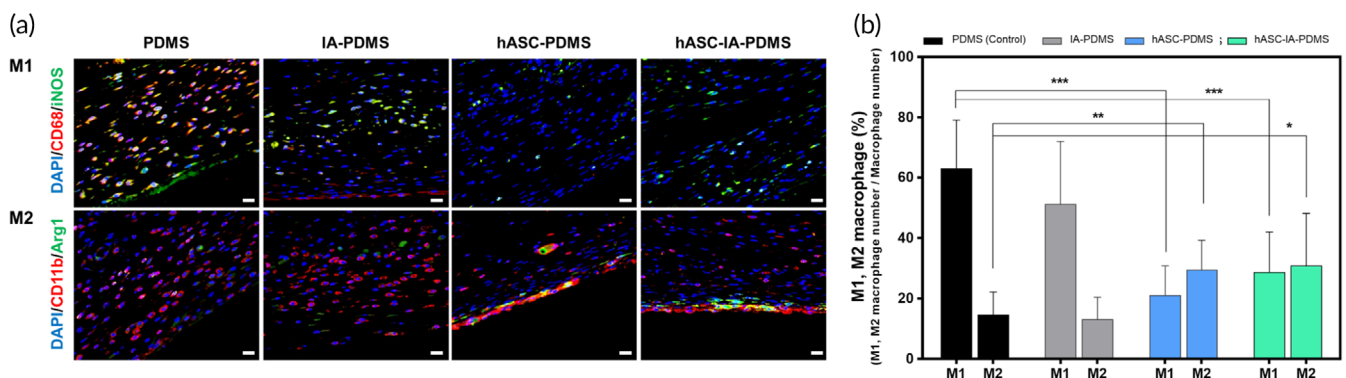 (a)
PDMS
IA-PDMS
hASC-PDMS
hASC-IA-PDMS
M1
DAPI/CD68/iNOS
M2
DAPI/CD11b/Arg1
(b)
PDMS (Control)
IA-PDMS
hASC-PDMS ;
hASC-IA-PDMS
M1, M2 macrophage (%)
(M1, M2 macrophage number / Macrophage number)
100
80
60
40
20
0
***
***
**
*
M1 M2 M1 M2 M1 M2 M1 M2